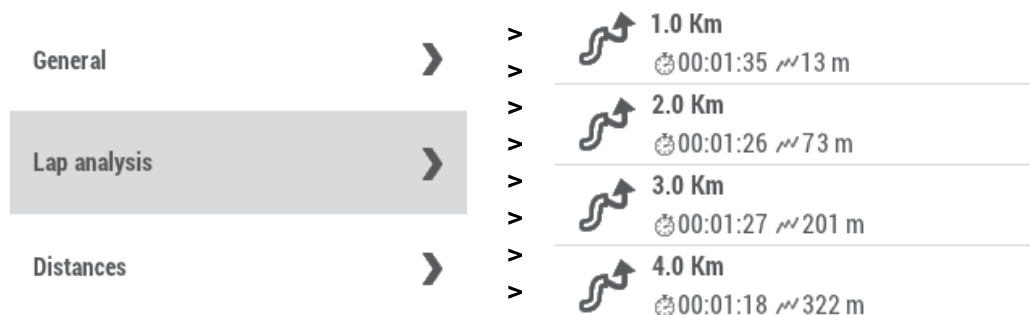 General
Lap analysis
Distances
>
>
>
>
>
>
>
>
1.0 Km
00:01:35 13 m
2.0 Km
00:01:26 73 m
3.0 Km
00:01:27 201 m
4.0 Km
00:01:18 322 m